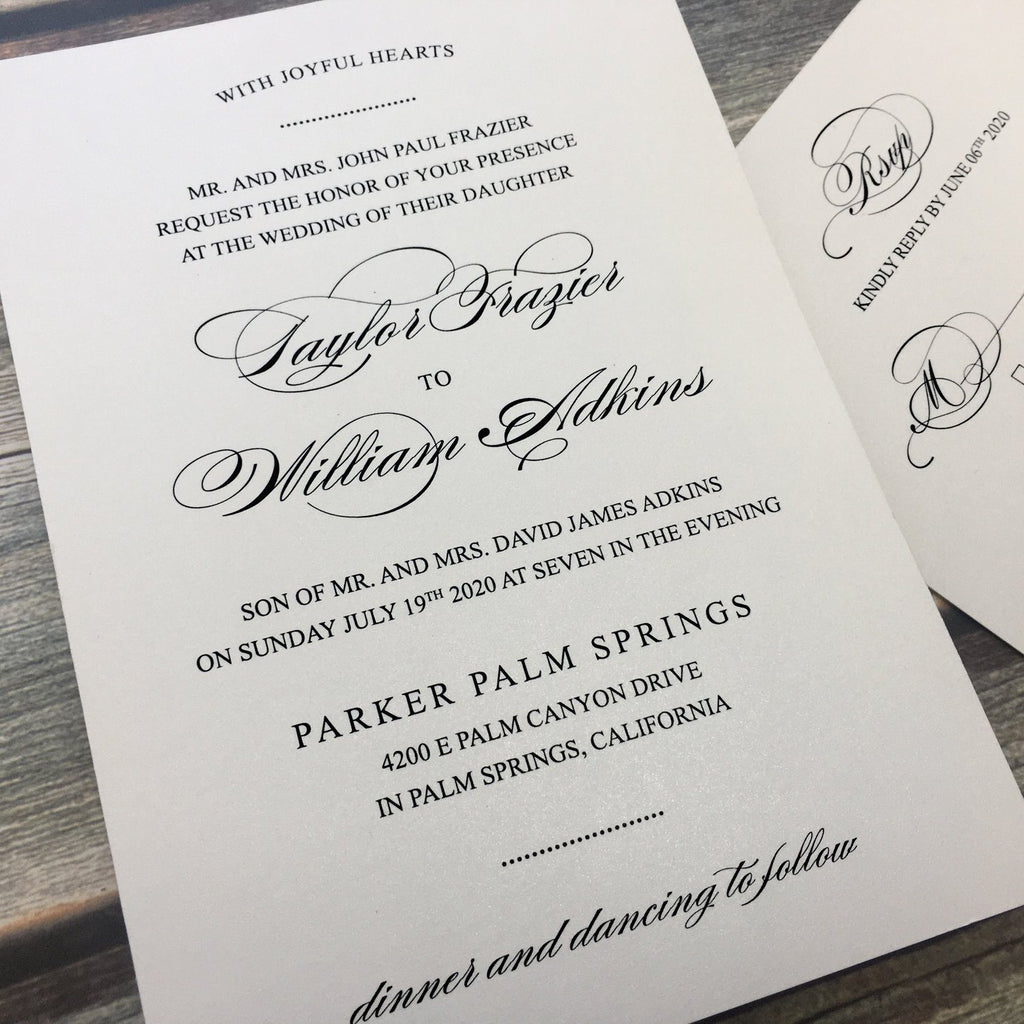 WITH JOYFUL HEARTS
MR. AND MRS. JOHN PAUL FRAZIER
REQUEST THE HONOR OF YOUR PRESENCE
AT THE WEDDING OF THEIR DAUGHTER
Taylor Frazier
TO
William Adkins
SON OF MR. AND MRS. DAVID JAMES ADKINS
ON SUNDAY JULY 19TH 2020 AT SEVEN IN THE EVENING
PARKER PALM SPRINGS
4200 E PALM CANYON DRIVE
IN PALM SPRINGS, CALIFORNIA
dinner and dancing to follow
Rsvp
KINDLY REPLY BY JUNE 06TH 2020
M